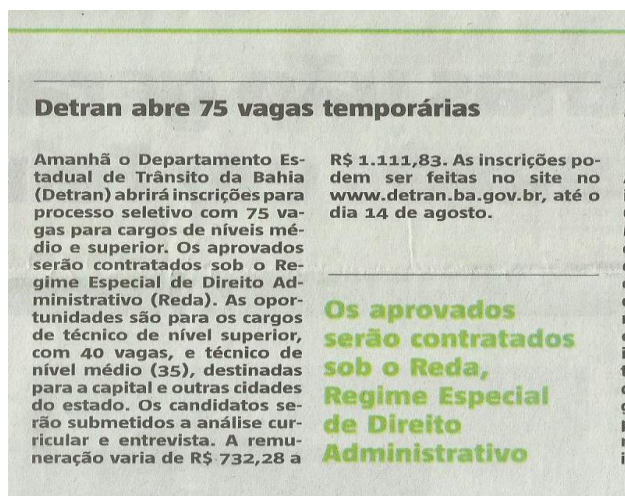 Detran abre 75 vagas temporárias
Amanhã o Departamento Es-
tadual de Trânsito da Bahia
(Detran) abrirá inscrições para
processo seletivo com 75 va-
gas para cargos de níveis mé-
dio e superior. Os aprovados
serão contratados sob o Re-
gime Especial de Direito Ad-
ministrativo (Reda). As opor-
tunidades são para os cargos
de técnico de nível superior,
com 40 vagas, e técnico de
nível médio (35), destinadas
para a capital e outras cidades
do estado. Os candidatos se-
rão submetidos a análise cur-
ricular e entrevista. A remu-
neração varia de R$ 732,28 a
R$ 1.111,83. As inscrições po-
dem ser feitas no site no
www.detran.ba.gov.br, até o
dia 14 de agosto.
Os aprovados
serão contratados
sob o Reda,
Regime Especial
de Direito
Administrativo